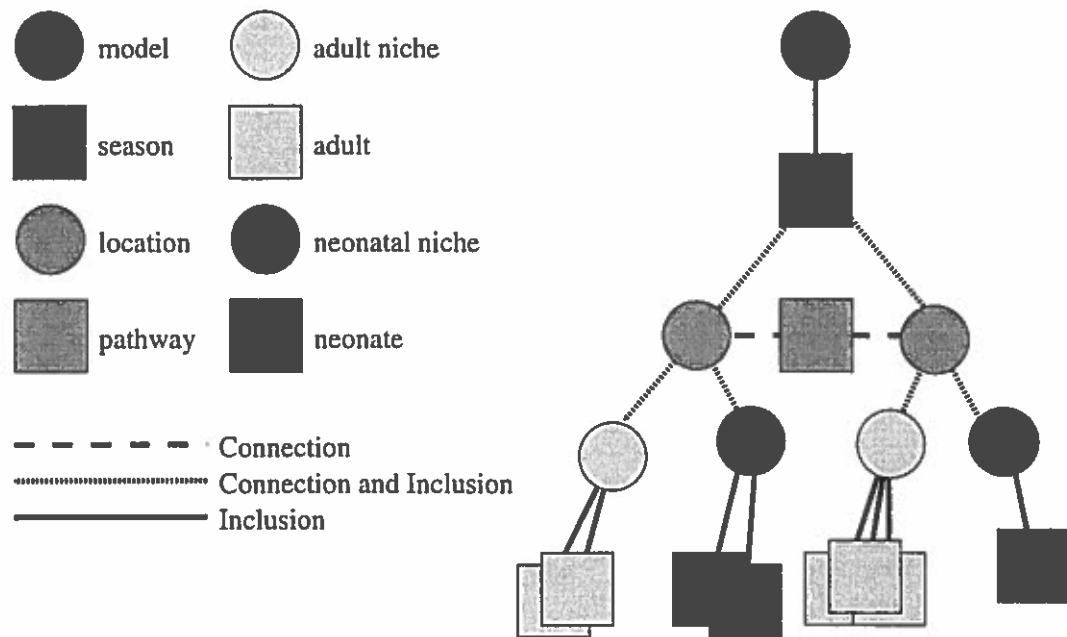 model
adult niche
season
adult
location
neonatal niche
pathway
neonate
Connection
Connection and Inclusion
Inclusion